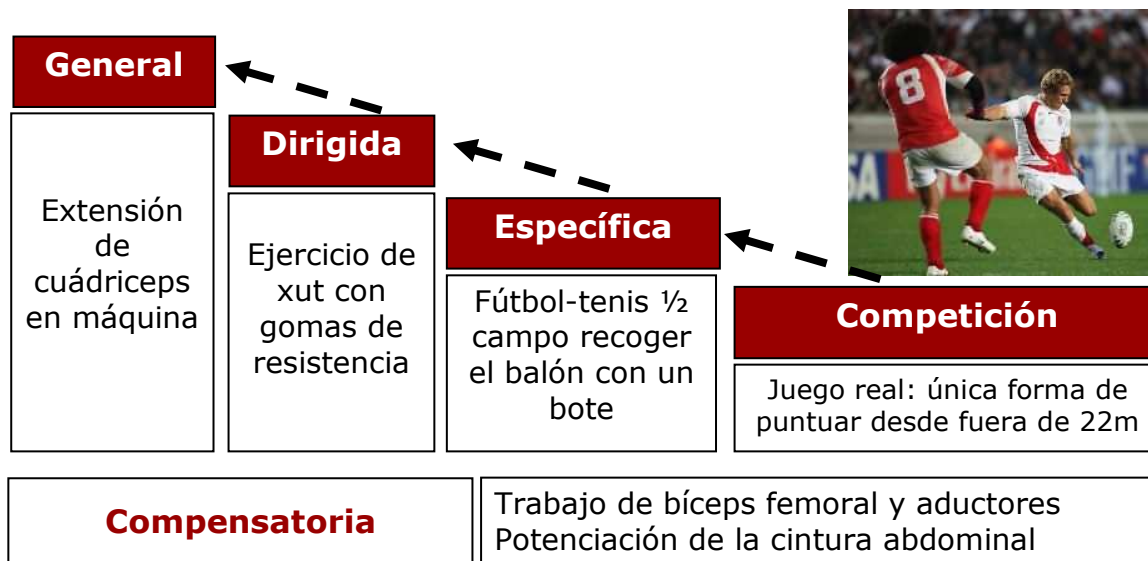 General
Extensión
de
cuádriceps
en máquina
Dirigida
Ejercicio de
xut con
gomas de
resistencia
Específica
Fútbol-tenis ½
campo recoger
el balón con un
bote
8
Competición
Juego real: única forma de
puntuar desde fuera de 22m
Compensatoria
Trabajo de bíceps femoral y aductores
Potenciación de la cintura abdominal